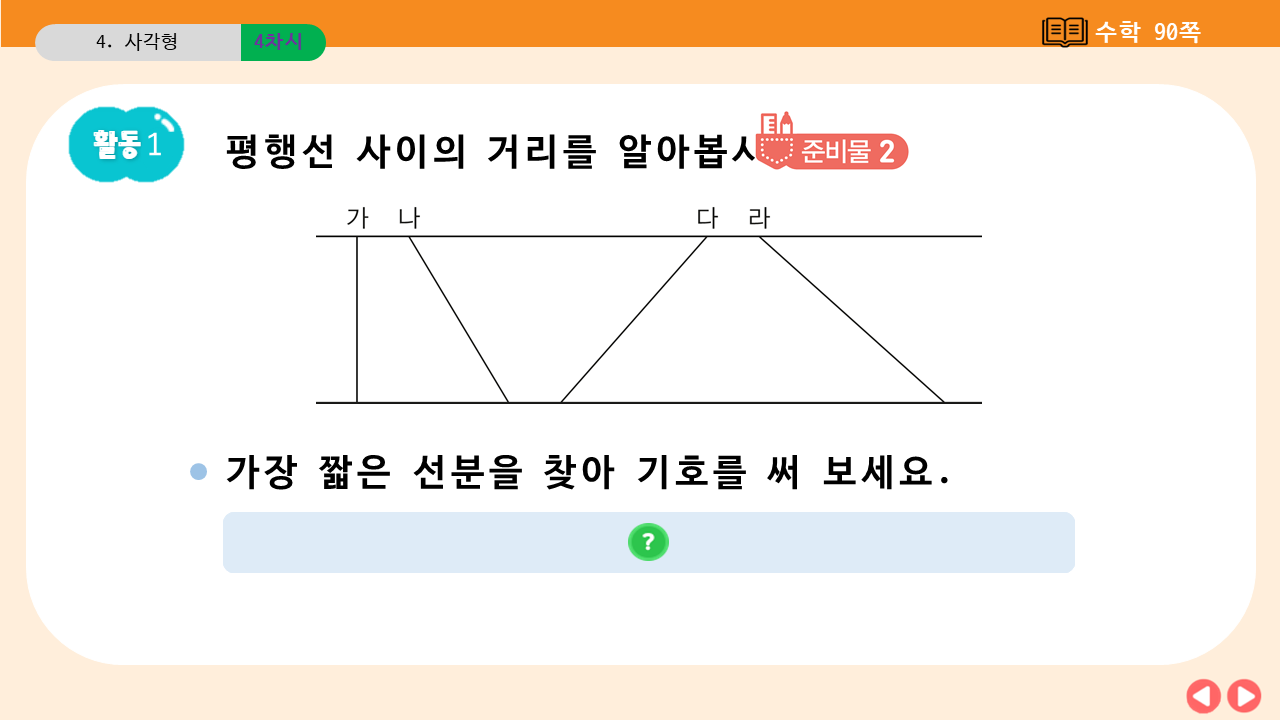 4. 사각형
4차시
수학 90쪽
활동 1
평행선 사이의 거리를 알아봅시
준비물 2
가 나 다 라
가장 짧은 선분을 찾아 기호를 써 보세요.
?